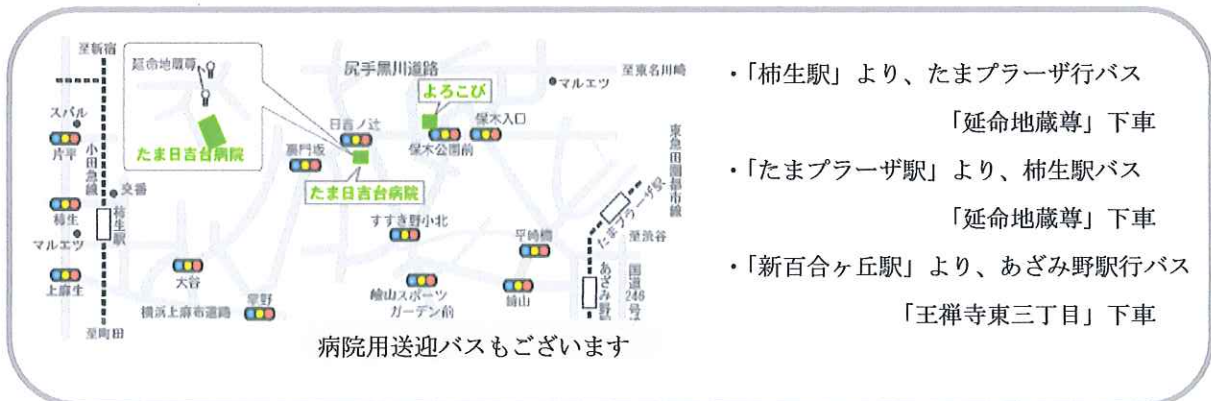 至新宿
延命地蔵尊
尻手黒川道路
至東名川崎
マルエツ
よろこび
スバル
片平
小田急線
たま日吉台病院
日吉ノ辻
裏門坂
保木入口
保木公園前
たま日吉台病院
東急田園都市線
交番
柿生
柿生駅
マルエツ
上麻生
すすき野小北
たまプラーザ駅
至渋谷
平崎橋
大谷
早野
横浜上麻布道路
嶮山スポーツ
ガーデン前
嶮山
あざみ野駅
国道246号
至町田
病院用送迎バスもございます
・「柿生駅」より、たまプラーザ行バス
「延命地蔵尊」下車
・「たまプラーザ駅」より、柿生駅バス
「延命地蔵尊」下車
・「新百合ヶ丘駅」より、あざみ野駅行バス
「王禅寺東三丁目」下車